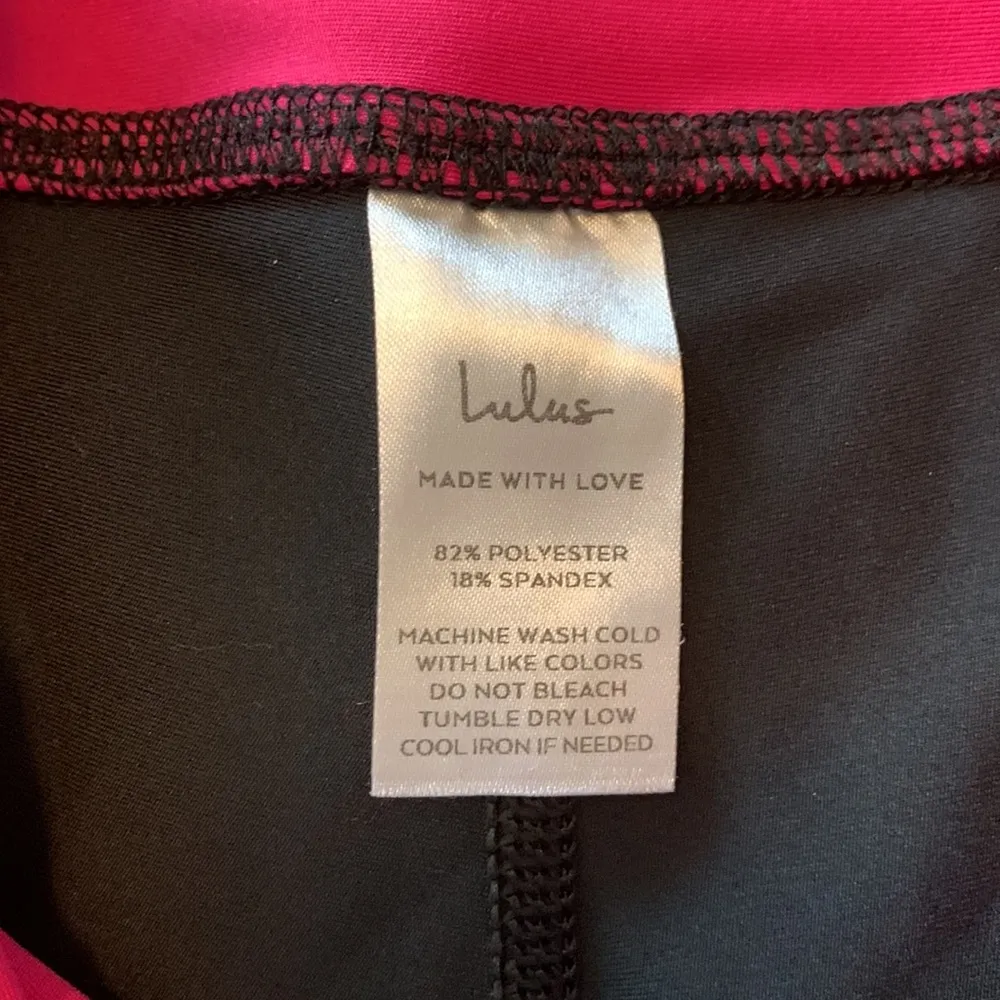 Lulus
MADE WITH LOVE
82% POLYESTER
18% SPANDEX
MACHINE WASH COLD
WITH LIKE COLORS
DO NOT BLEACH
TUMBLE DRY LOW
COOL IRON IF NEEDED